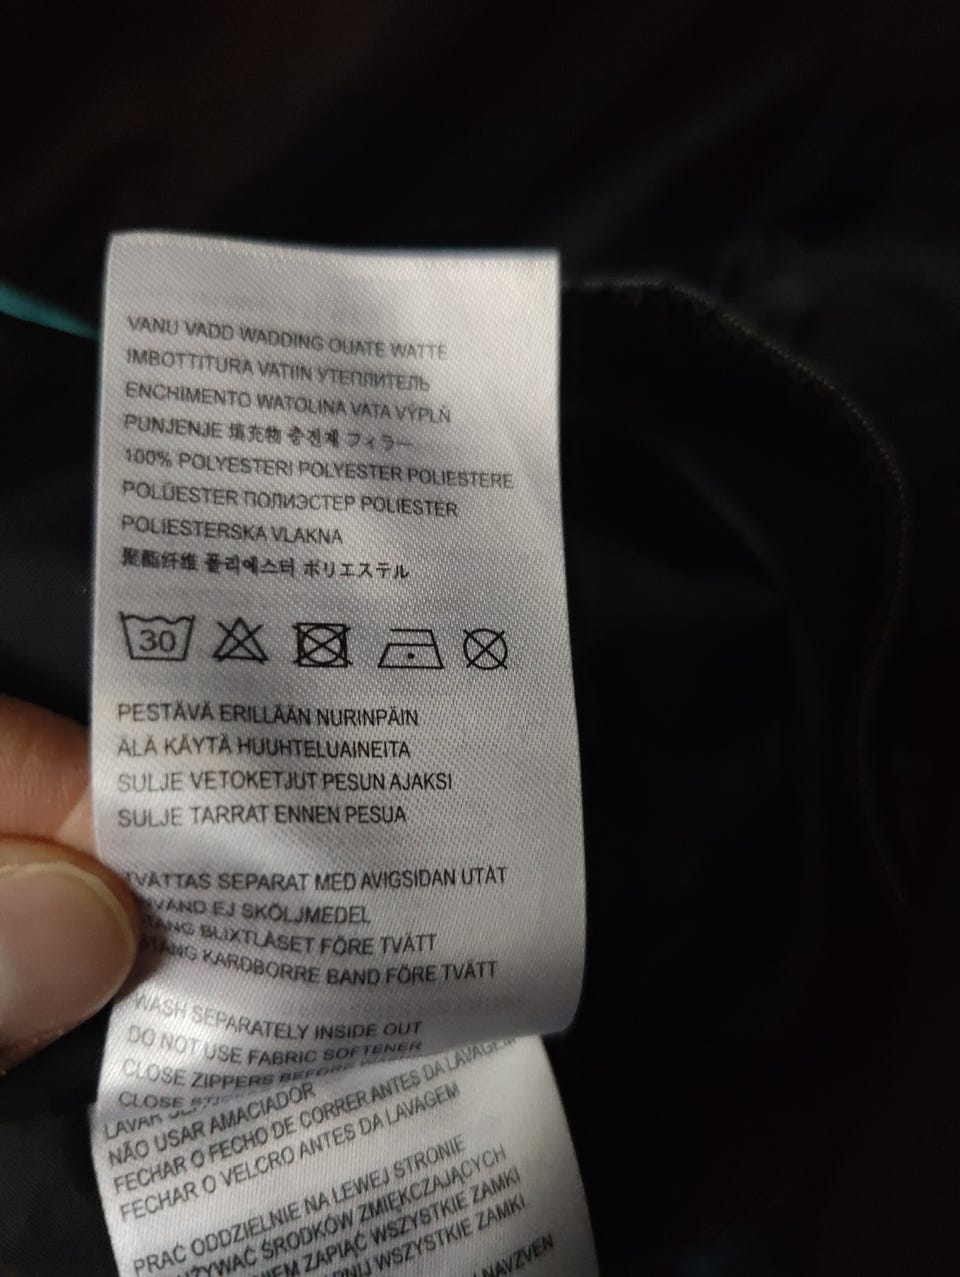 VANU VADD WADDING OUATE WATTE
IMBOTTITURA VATIIN УТЕПЛИТЕЛЬ
ENCHIMENTO WATOLINA VATA VÝPLŇ
PUNJENJE 填充物 충전제 フィラー
100% POLYESTERI POLYESTER POLIESTERE
POLÜESTER ПОЛИЭСТЕР POLIESTER
POLIESTERSKA VLAKNA
聚酯纤维 폴리에스터 ポリエステル
30
PESTÄVÄ ERILLÄÄN NURINPÄIN
ÄLÄ KÄYTÄ HUUHTELUAINEITA
SULJE VETOKETJUT PESUN AJAKSI
SULJE TARRAT ENNEN PESUA
TVÄTTAS SEPARAT MED AVIGSIDAN UTÅT
EJ SKÖLJMEDEL
BLIXTLÅSET FÖRE TVÄTT
KARDBORRE BAND FÖRE TVÄTT
WASH SEPARATELY INSIDE OUT
DO NOT USE FABRIC SOFTENER
CLOSE ZIPPERS BEFORE
CLOSE
LAVAR
NÃO USAR AMACIADOR
FECHAR O FECHO DE CORRER ANTES DA LAVAGEM
FECHAR O VELCRO ANTES DA LAVAGEM
PRAĆ ODDZIELNIE NA LEWEJ STRONIE
ŚRODKÓW ZMIĘKCZAJĄCYCH
ZAPIĄĆ WSZYSTKIE ZAMKI
WSZYSTKIE ZAMKI
NAVZVEN